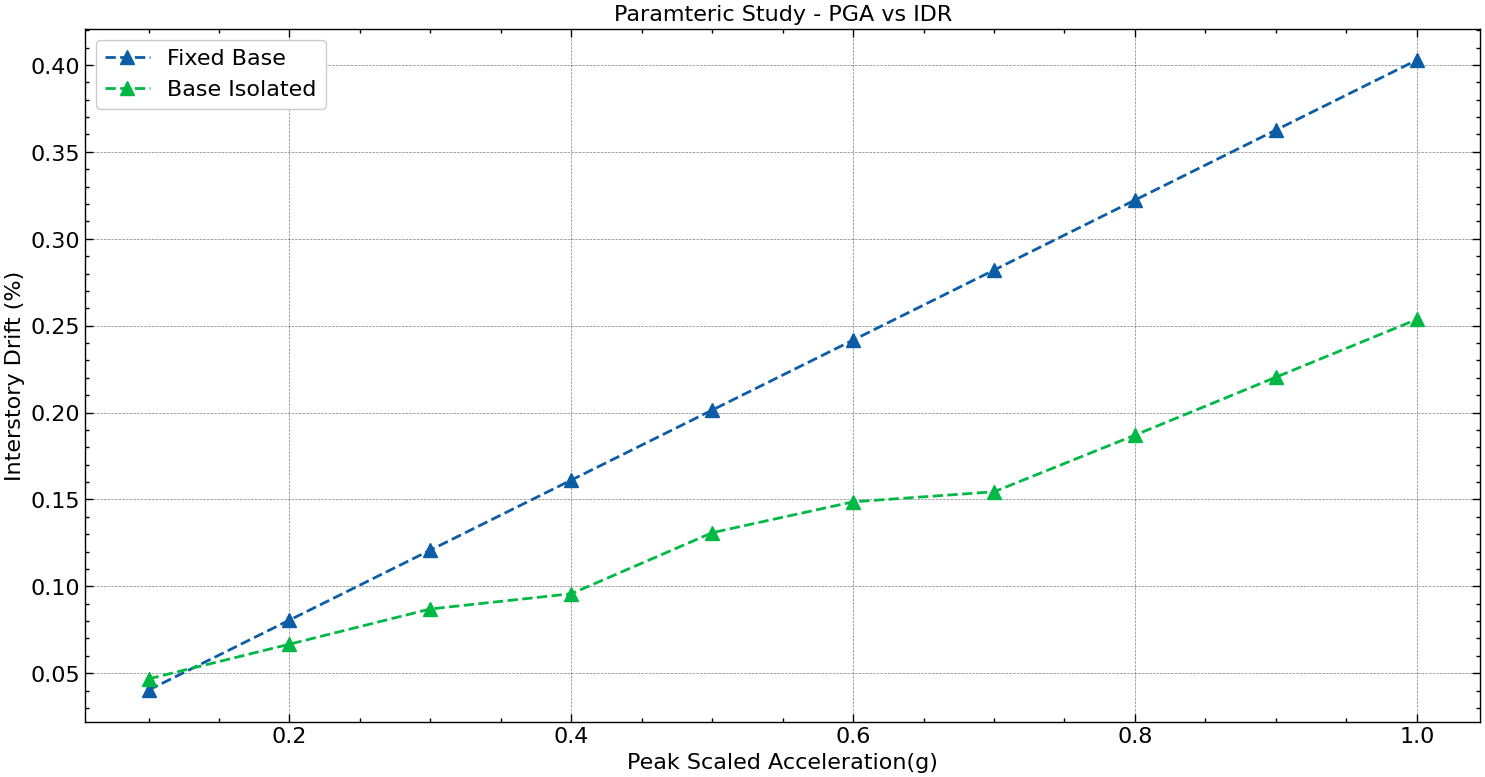 Paramteric Study - PGA vs IDR
Fixed Base
Base Isolated
Interstory Drift (%)
0.40
0.35
0.30
0.25
0.20
0.15
0.10
0.05
0.2 0.4 0.6 0.8 1.0
Peak Scaled Acceleration(g)